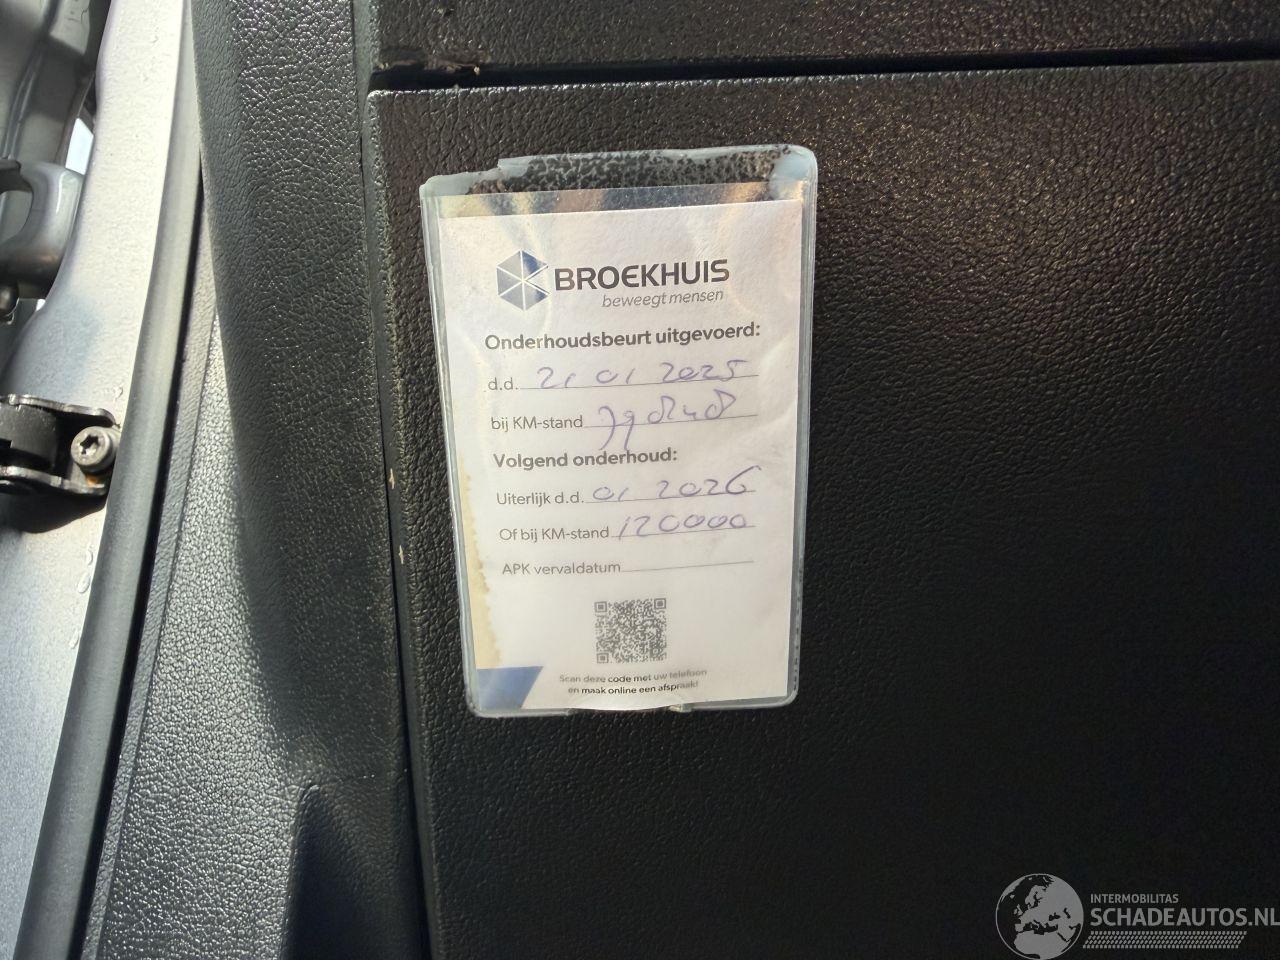 BROEKHUIS
beweegt mensen
Onderhoudsbeurt uitgevoerd:
d.d. 21 01 2025
bij KM-stand
Volgend onderhoud:
Uiterlijk d.d. 01 2026
Of bij KM-stand 120000
APK vervaldatum
Scan deze code met uw telefoon
en maak online een afspraak!
INTERMOBILITAS
SCHADEAUTOS.NL